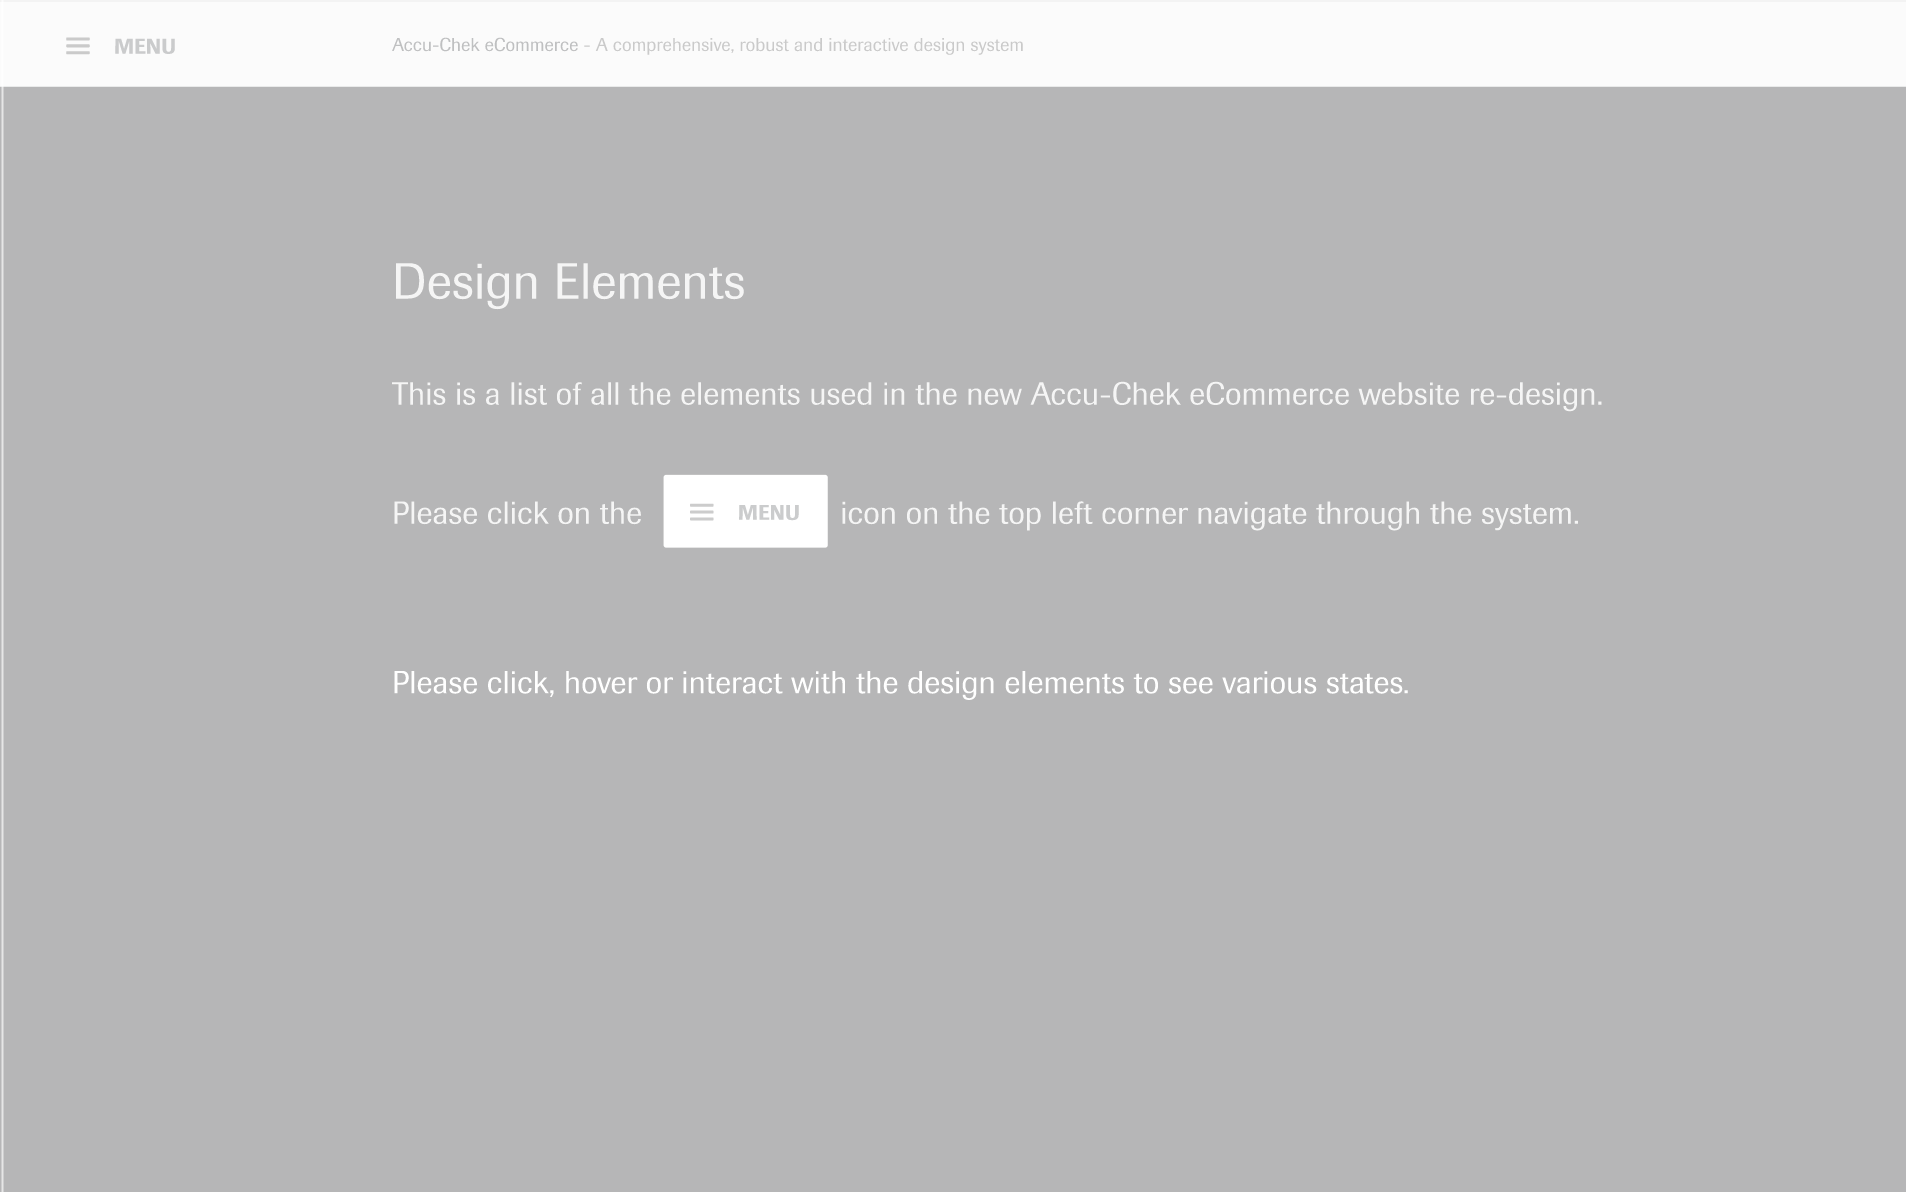 MENU
Accu-Chek eCommerce - A comprehensive, robust and interactive design system
Design Elements
This is a list of all the elements used in the new Accu-Chek eCommerce website re-design.
Please click on the MENU icon on the top left corner navigate through the system.
Please click, hover or interact with the design elements to see various states.